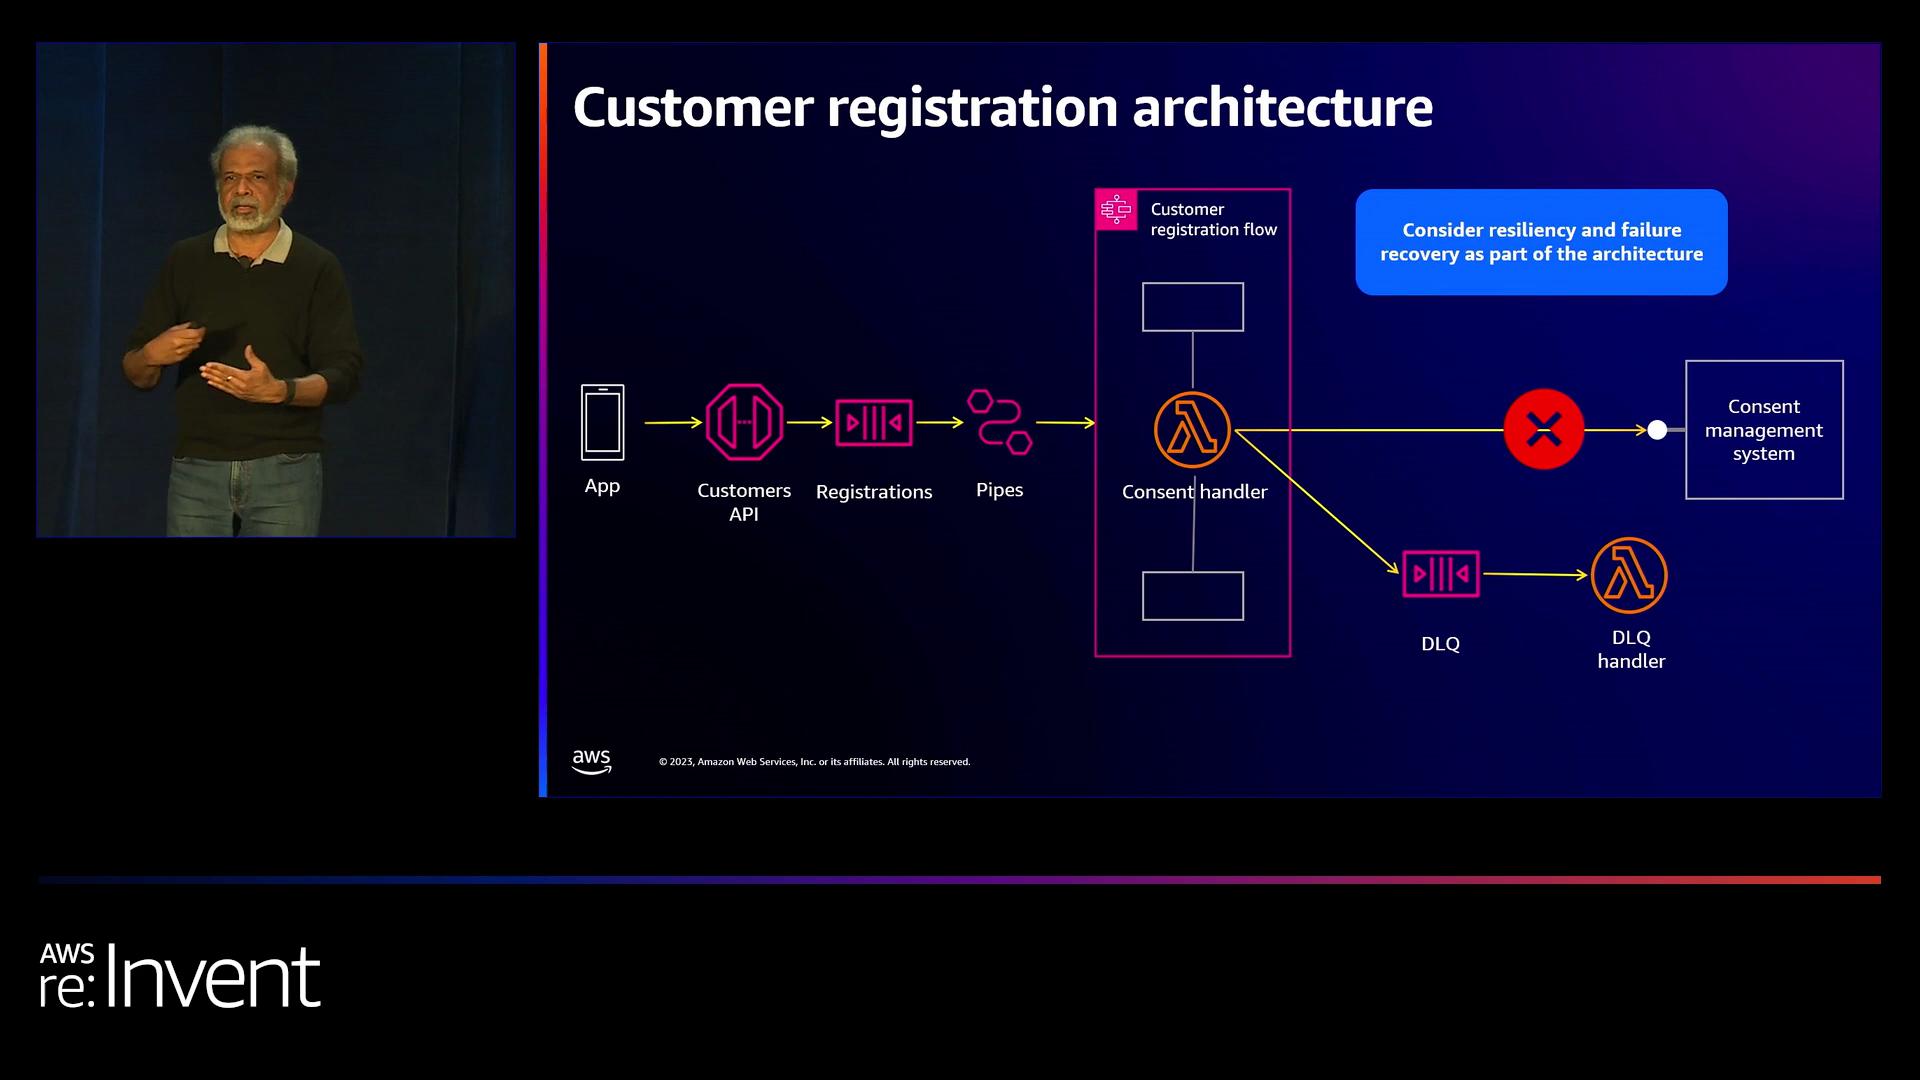 Customer registration architecture
Customer
registration flow
Consider resiliency and failure
recovery as part of the architecture
App
Customers
API
Registrations
Pipes
Consent handler
Consent
management
system
DLQ
DLQ
handler
aws
© 2023, Amazon Web Services, Inc. or its affiliates. All rights reserved.
AWS
re:Invent